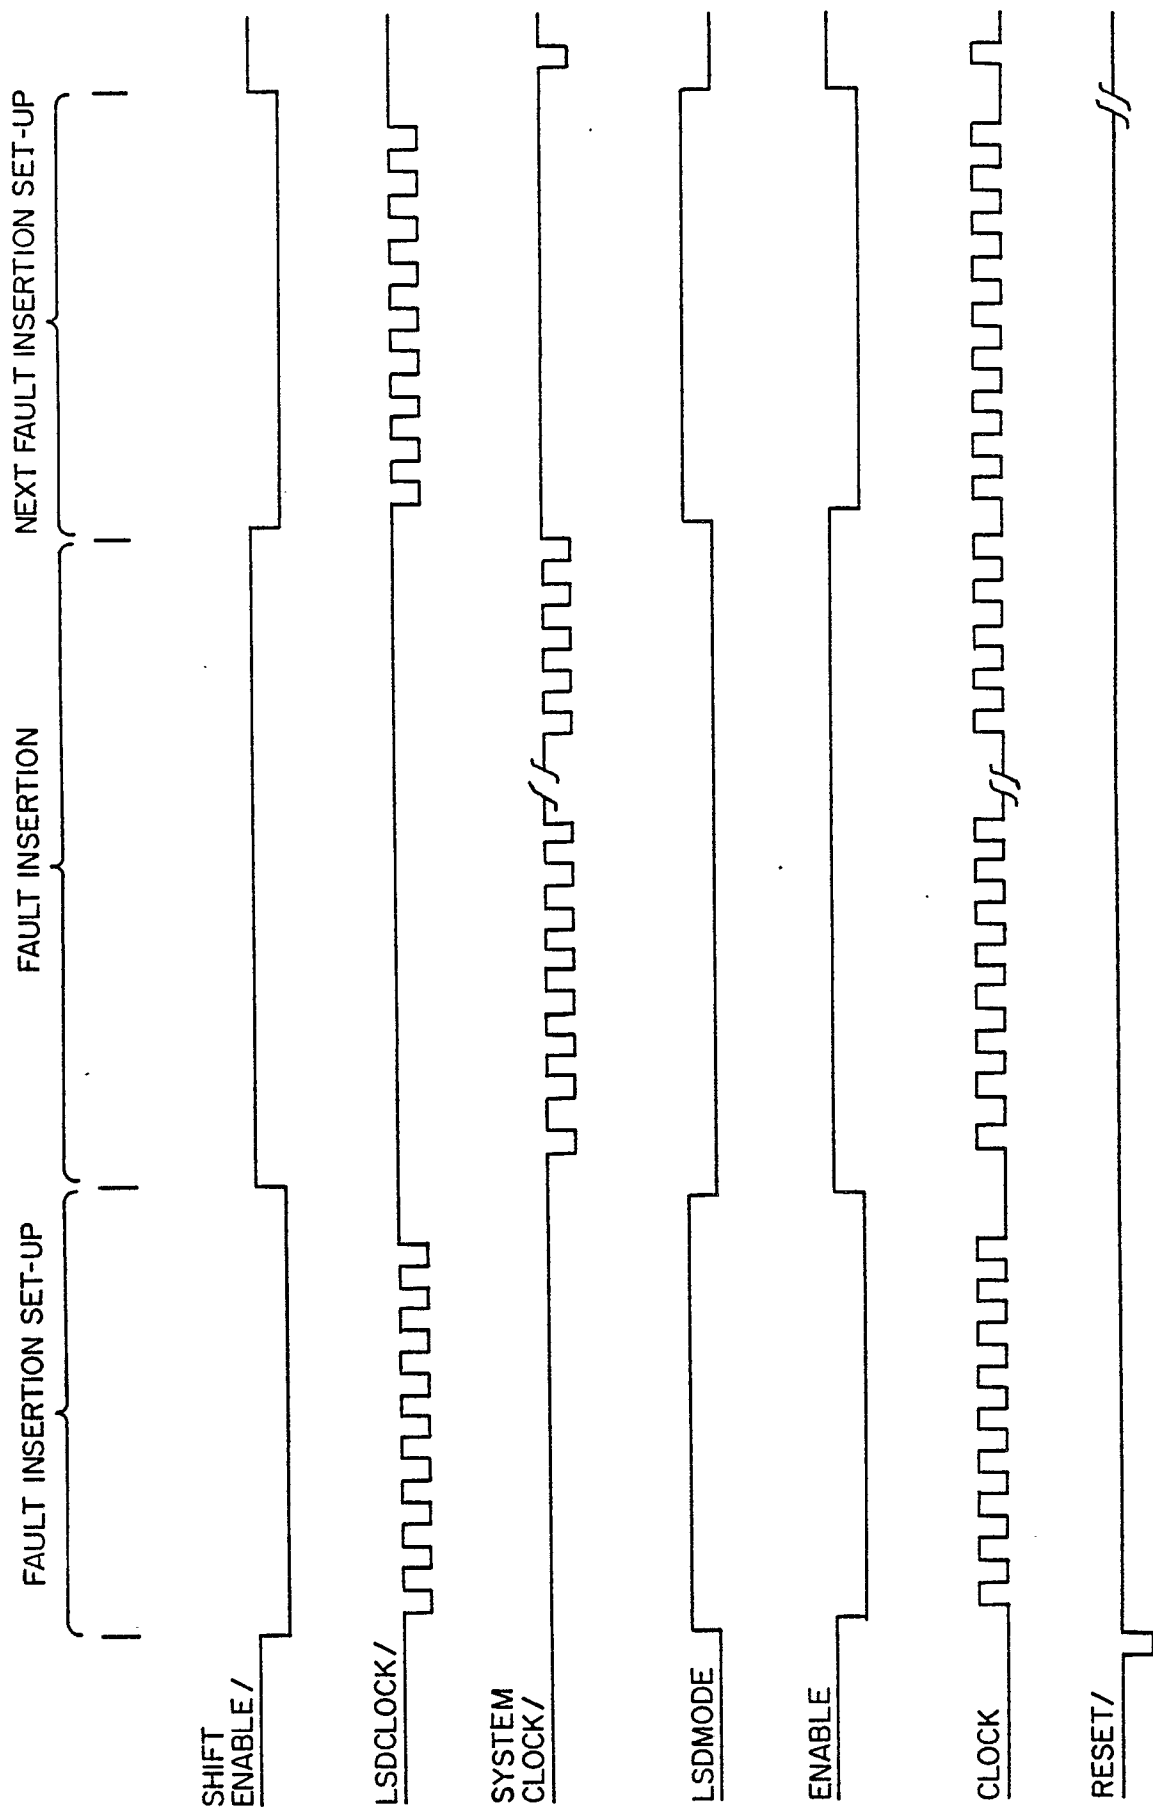 FAULT INSERTION SET-UP
FAULT INSERTION
NEXT FAULT INSERTION SET-UP
SHIFT
ENABLE/
LSDCLOCK/
SYSTEM
CLOCK/
LSDMODE
ENABLE
CLOCK
RESET/